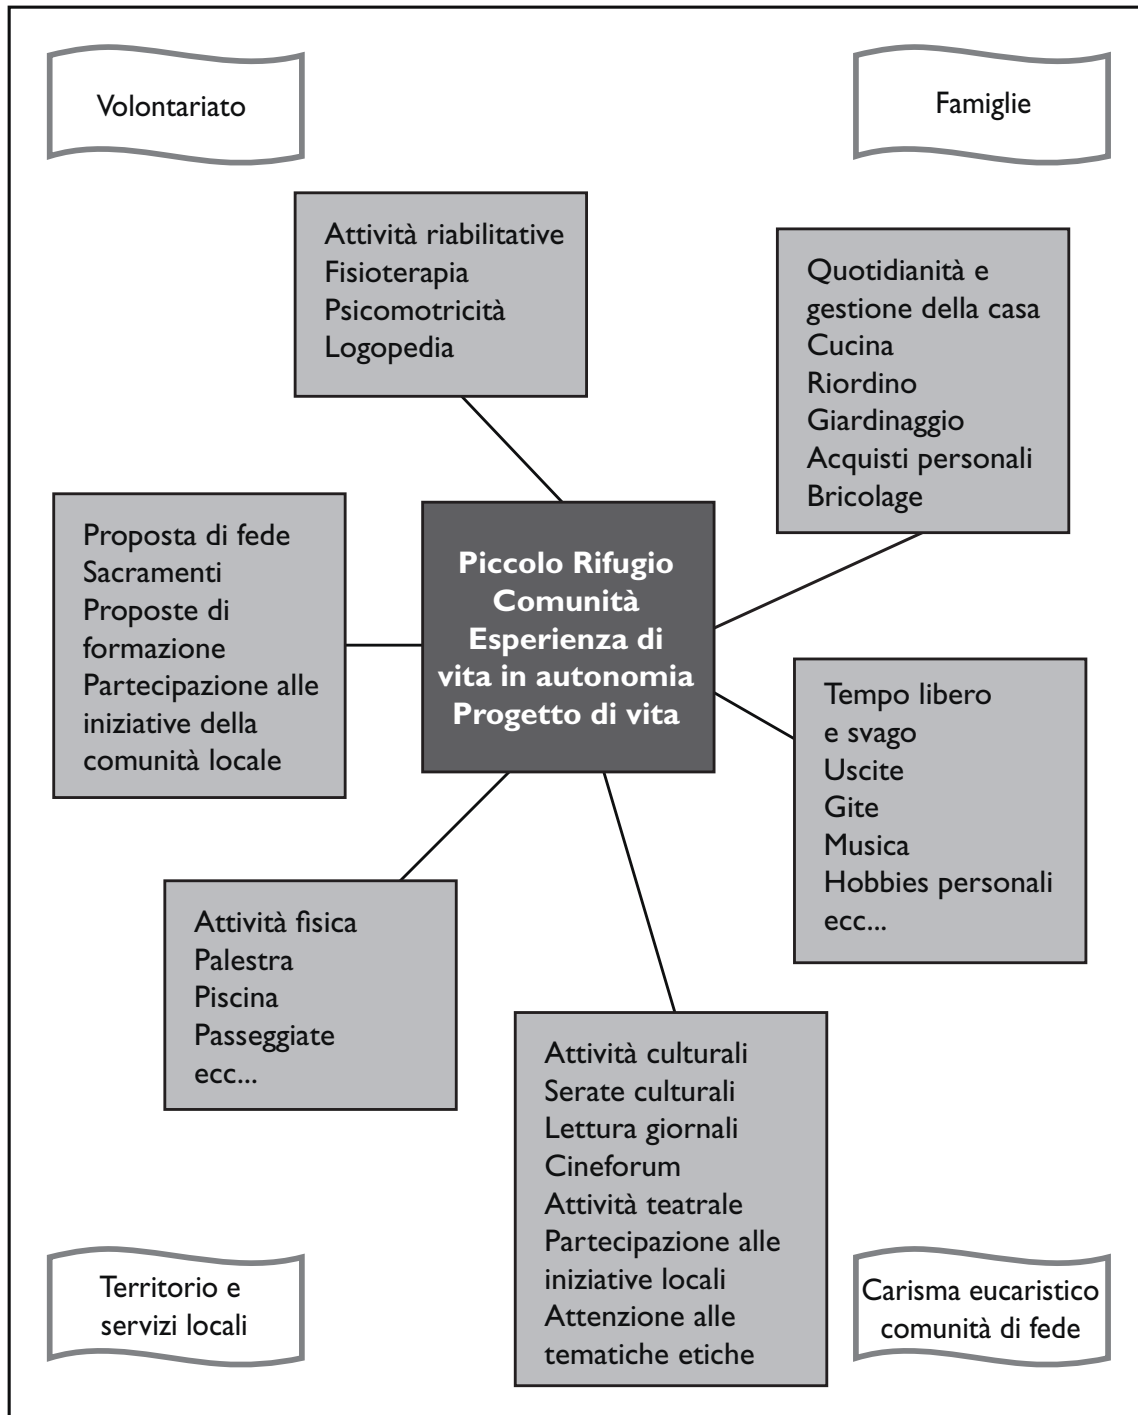 Volontariato
Famiglie
Attività riabilitative
Fisioterapia
Psicomotricità
Logopedia
Quotidianità e
gestione della casa
Cucina
Riordino
Giardinaggio
Acquisti personali
Bricolage
Proposta di fede
Sacramenti
Proposte di
formazione
Partecipazione alle
iniziative della
comunità locale
Piccolo Rifugio
Comunità
Esperienza di
vita in autonomia
Progetto di vita
Tempo libero
e svago
Uscite
Gite
Musica
Hobbies personali
ecc...
Attività fisica
Palestra
Piscina
Passeggiate
ecc...
Attività culturali
Serate culturali
Lettura giornali
Cineforum
Attività teatrale
Partecipazione alle
iniziative locali
Attenzione alle
tematiche etiche
Territorio e
servizi locali
Carisma eucaristico
comunità di fede